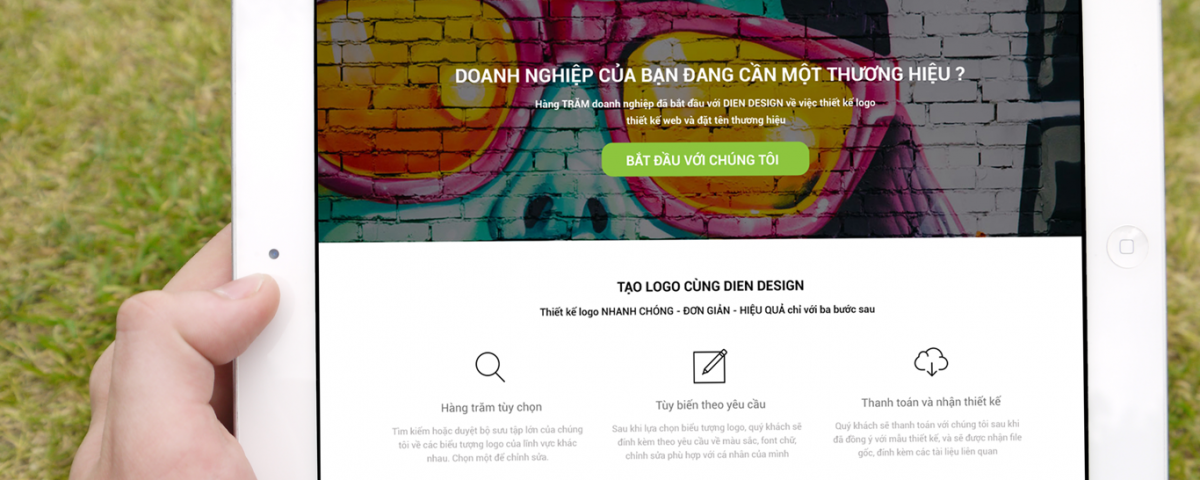 DOANH NGHIỆP CỦA BẠN ĐANG CẦN MỘT THƯƠNG HIỆU ?
Hàng TRĂM doanh nghiệp đã bắt đầu với DIEN DESIGN về việc thiết kế logo
thiết kế web và đặt tên thương hiệu
BẮT ĐẦU VỚI CHÚNG TÔI
TẠO LOGO CÙNG DIEN DESIGN
Thiết kế logo NHANH CHÓNG - ĐƠN GIẢN - HIỆU QUẢ chỉ với ba bước sau
Hàng trăm tùy chọn
Tìm kiếm hoặc duyệt bộ sưu tập lớn của chúng
tôi về các biểu tượng logo của lĩnh vực khác
nhau. Chọn một để chỉnh sửa.
Tùy biến theo yêu cầu
Sau khi lựa chọn biểu tượng logo, quý khách sẽ
đính kèm theo yêu cầu về màu sắc, font chữ,
chỉnh sửa phù hợp với cá nhân của mình
Thanh toán và nhận thiết kế
Quý khách sẽ thanh toán với chúng tôi sau khi
đã đồng ý với mẫu thiết kế, và sẽ được nhận file
gốc, đính kèm các tài liệu liên quan